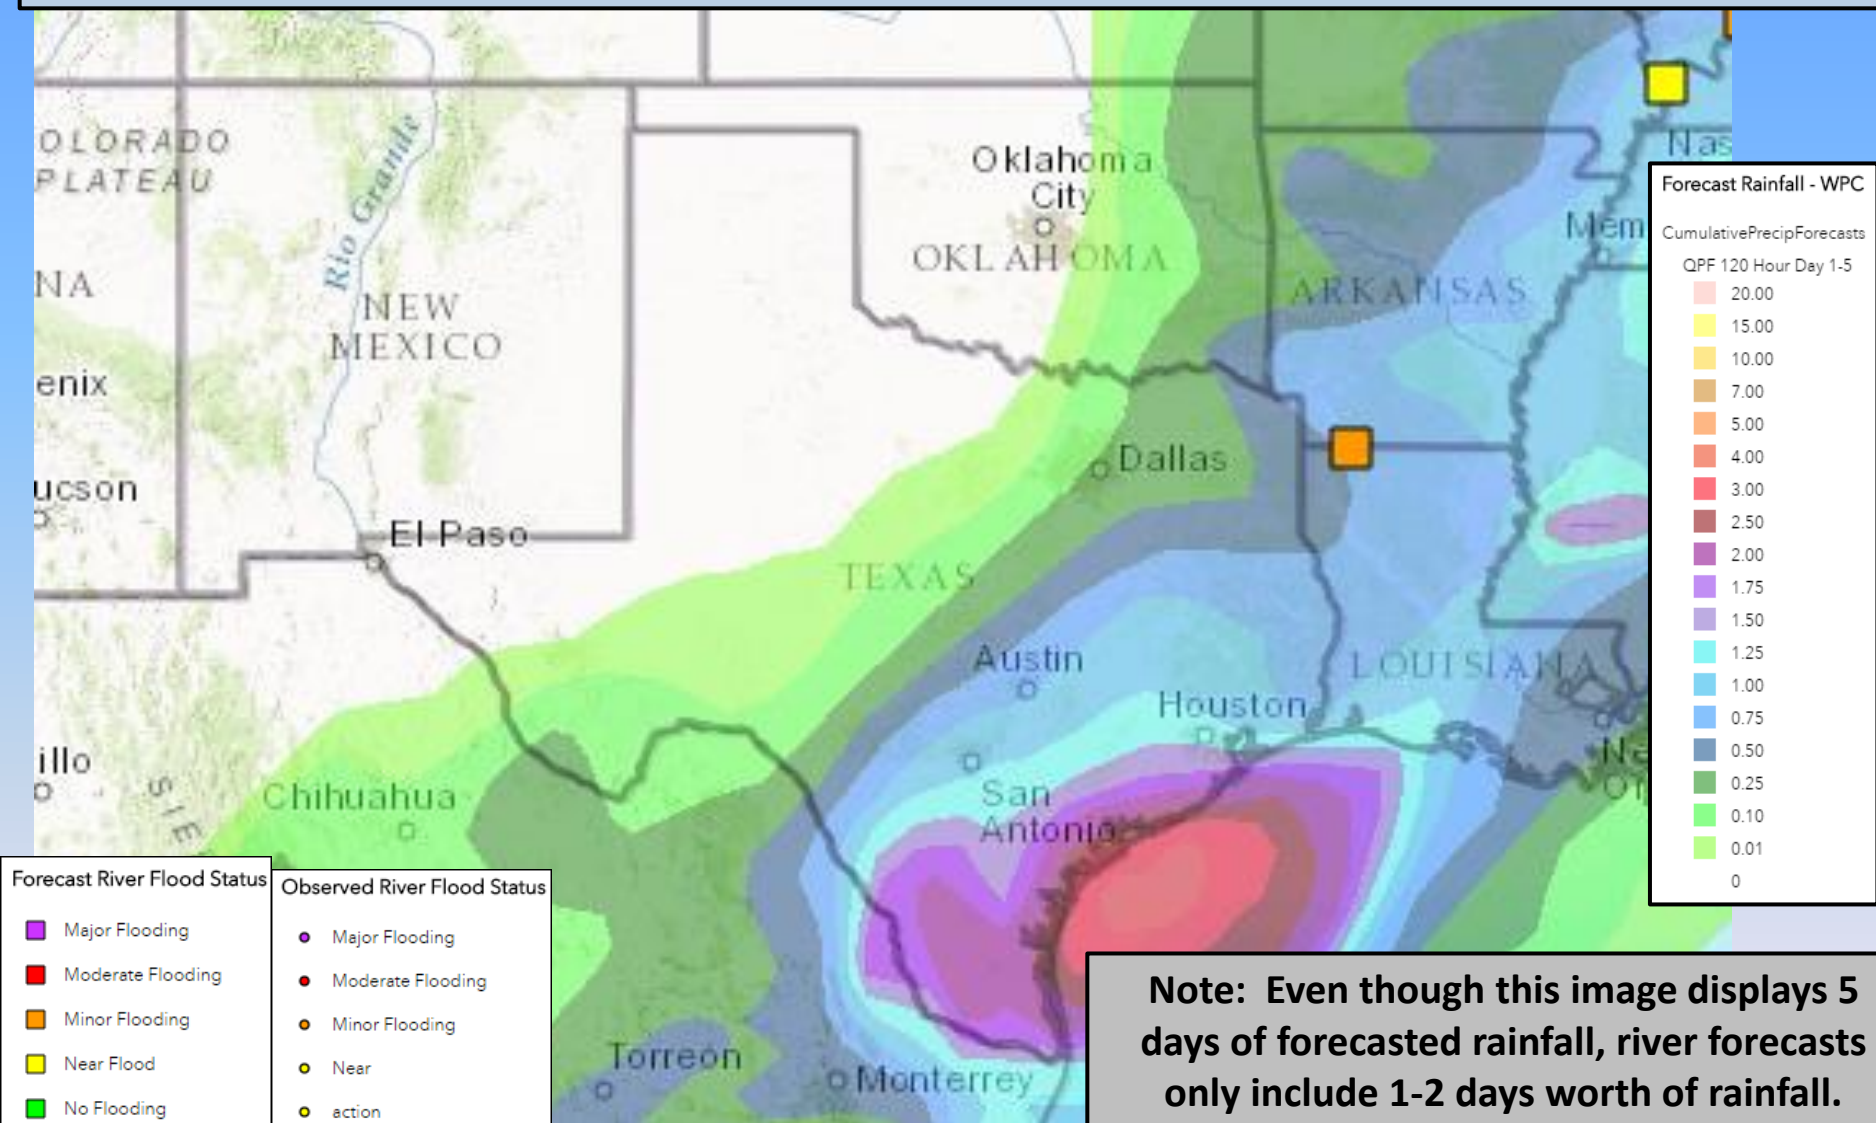 OLORADO
PLATEAU
Rio Grande
Oklahoma
City
OKLAHOMA
Nas
Mem
NA
NEW
MEXICO
ARKANSAS
enix
Dallas
ucson
El Paso
TEXAS
Austin
LOUISIANA
Houston
illo
SIE
Chihuahua
San
Antonio
Ne
Torreon
Monterrey
Forecast Rainfall - WPC
CumulativePrecipForecasts
QPF 120 Hour Day 1-5
20.00
15.00
10.00
7.00
5.00
4.00
3.00
2.50
2.00
1.75
1.50
1.25
1.00
0.75
0.50
0.25
0.10
0.01
0
Forecast River Flood Status
Major Flooding
Moderate Flooding
Minor Flooding
Near Flood
No Flooding
Observed River Flood Status
Major Flooding
Moderate Flooding
Minor Flooding
Near
action
Note: Even though this image displays 5
days of forecasted rainfall, river forecasts
only include 1-2 days worth of rainfall.